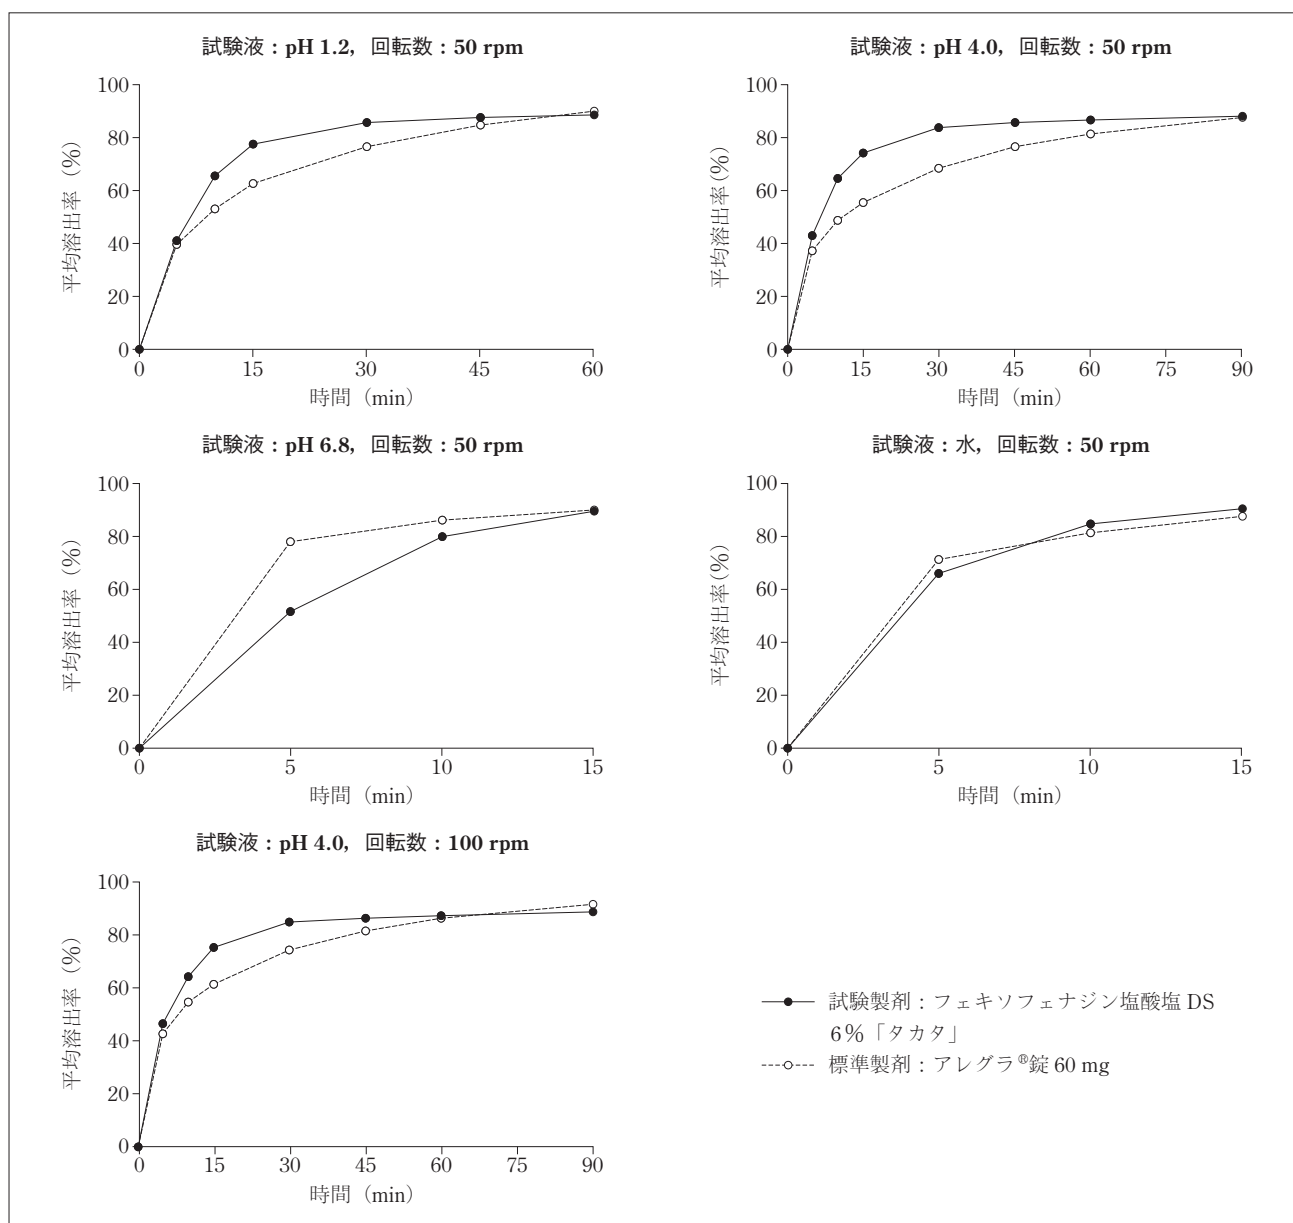 試験液：pH 1.2, 回転数：50 rpm
平均溶出率 (%)
100
80
60
40
20
0
0 15 30 45 60
時間 (min)
試験液：pH 4.0, 回転数：50 rpm
平均溶出率 (%)
100
80
60
40
20
0
0 15 30 45 60 75 90
時間 (min)
試験液：pH 6.8, 回転数：50 rpm
平均溶出率 (%)
100
80
60
40
20
0
0 5 10 15
時間 (min)
試験液：水, 回転数：50 rpm
平均溶出率 (%)
100
80
60
40
20
0
0 5 10 15
時間 (min)
試験液：pH 4.0, 回転数：100 rpm
平均溶出率 (%)
100
80
60
40
20
0
0 15 30 45 60 75 90
時間 (min)
試験製剤：フェキソフェナジン塩酸塩 DS
6％「タカタ」
標準製剤：アレグラ®錠 60 mg